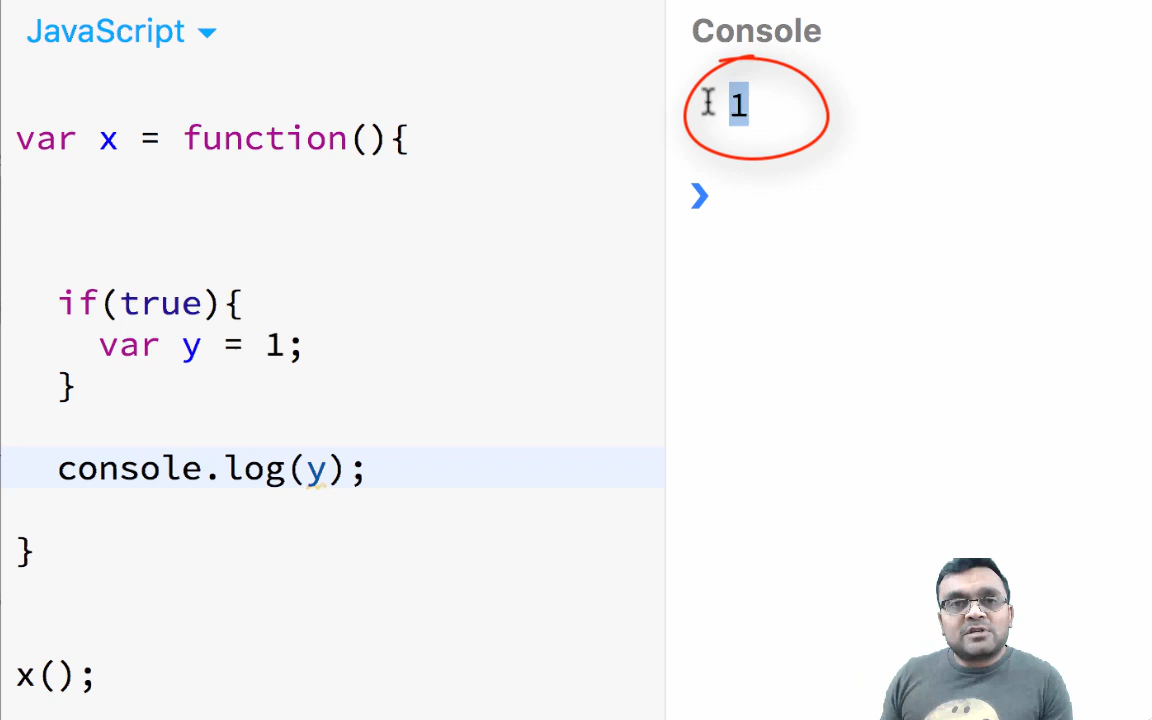 JavaScript
var x = function(){
if(true){
var y = 1;
}
console.log(y);
}
x();
Console
1